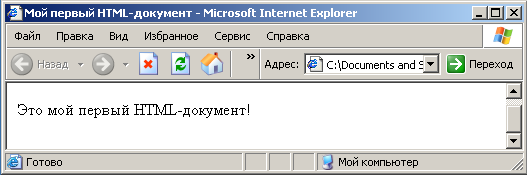 Мой первый HTML-документ - Microsoft Internet Explorer
Файл Правка Вид Избранное Сервис Справка
Назад » Адрес: C:\Documents and S Переход
Это мой первый HTML-документ!
Готово Мой компьютер